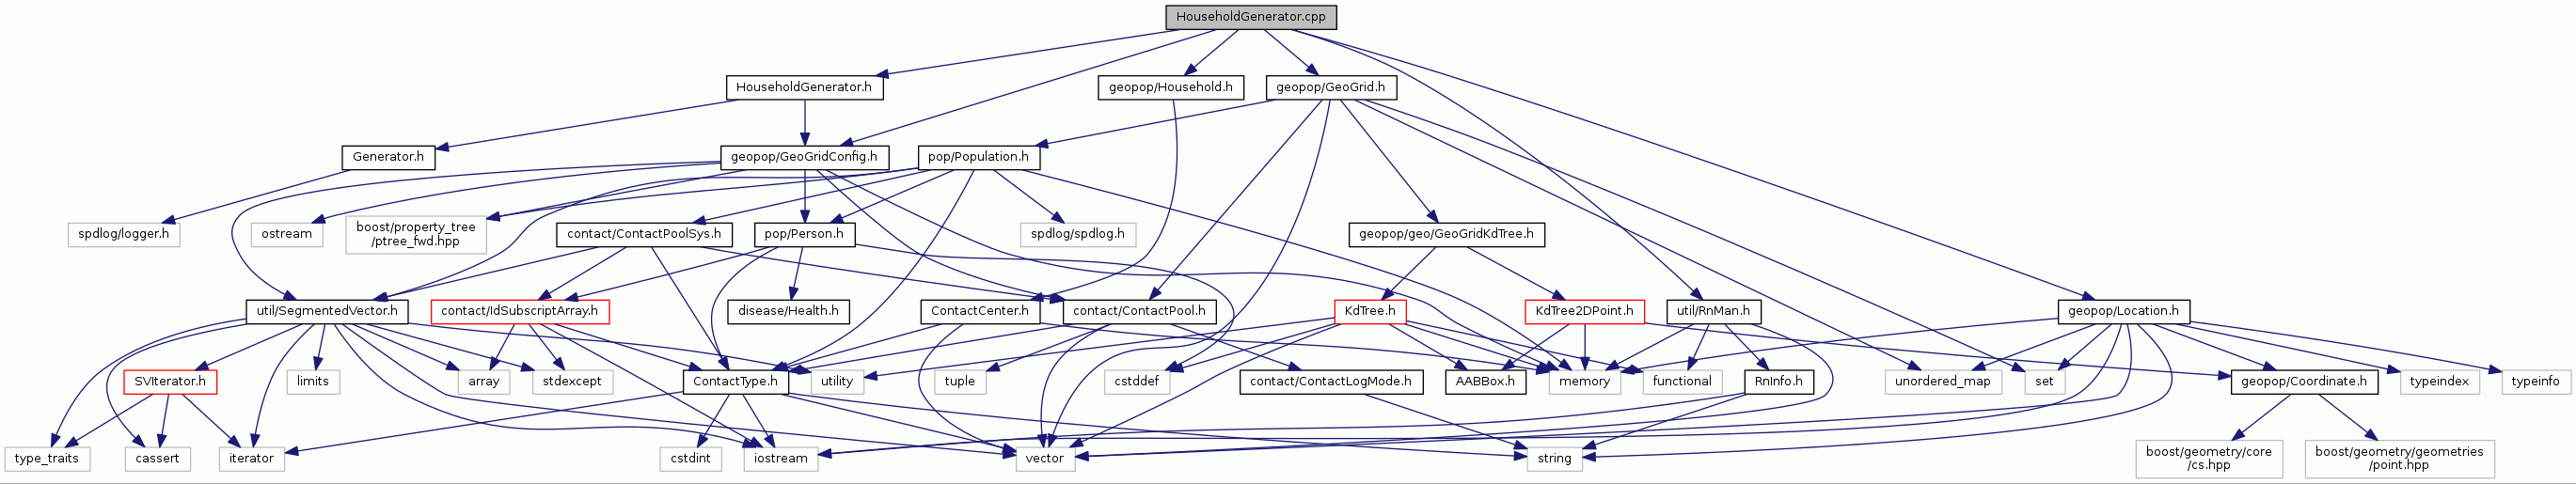 HouseholdGenerator.cpp
HouseholdGenerator.h
geopop/Household.h
geopop/GeoGrid.h
Generator.h
geopop/GeoGridConfig.h
pop/Population.h
spdlog/logger.h
ostream
boost/property_tree
/ptree_fwd.hpp
contact/ContactPoolSys.h
pop/Person.h
spdlog/spdlog.h
geopop/geo/GeoGridKdTree.h
util/SegmentedVector.h
contact/IdSubscriptArray.h
disease/Health.h
ContactCenter.h
contact/ContactPool.h
KdTree.h
KdTree2DPoint.h
util/RnMan.h
geopop/Location.h
SVIterator.h
limits
array
stdexcept
ContactType.h
utility
tuple
cstddef
contact/ContactLogMode.h
AABBox.h
memory
functional
RnInfo.h
unordered_map
set
geopop/Coordinate.h
typeindex
typeinfo
type_traits
cassert
iterator
cstdint
iostream
vector
string
boost/geometry/core
/cs.hpp
boost/geometry/geometries
/point.hpp